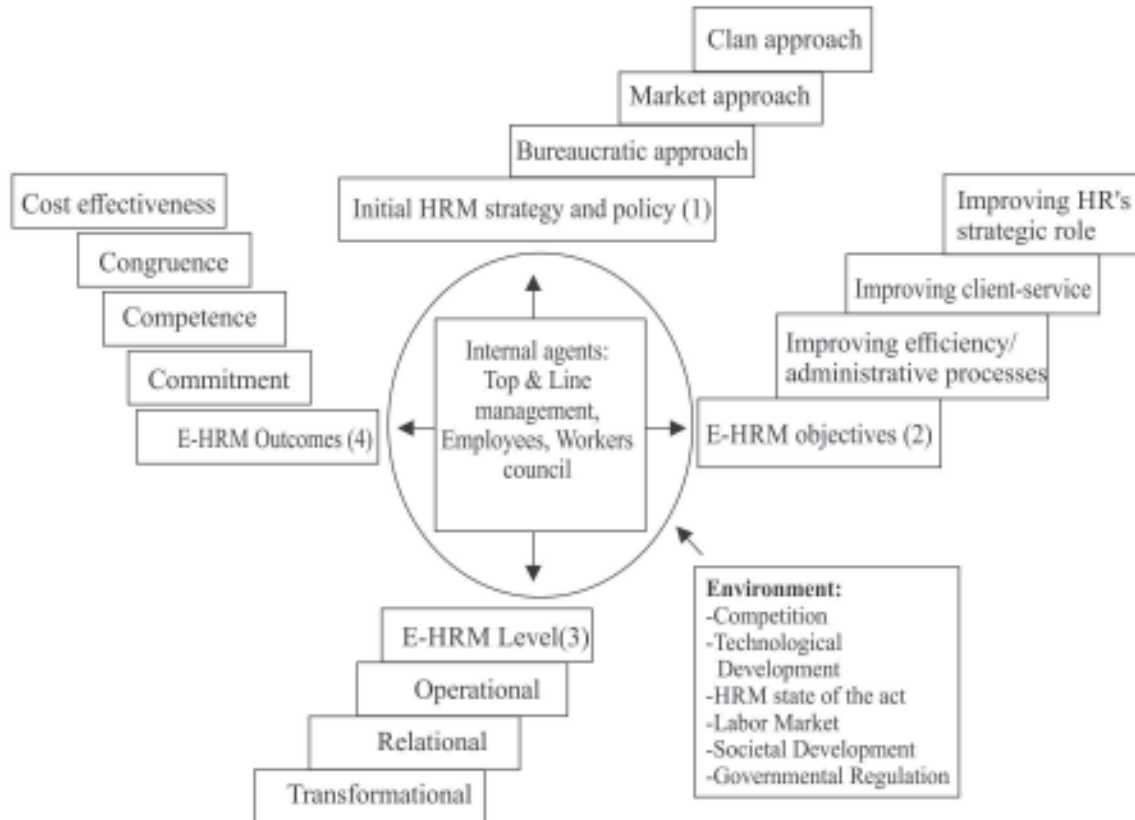 Clan approach
Market approach
Bureaucratic approach
Initial HRM strategy and policy (1)
Cost effectiveness
Congruence
Competence
Commitment
E-HRM Outcomes (4)
Internal agents:
Top & Line
management,
Employees, Workers
council
Improving HR's
strategic role
Improving client-service
Improving efficiency/
administrative processes
E-HRM objectives (2)
E-HRM Level(3)
Operational
Relational
Transformational
Environment:
-Competition
-Technological
Development
-HRM state of the act
-Labor Market
-Societal Development
-Governmental Regulation